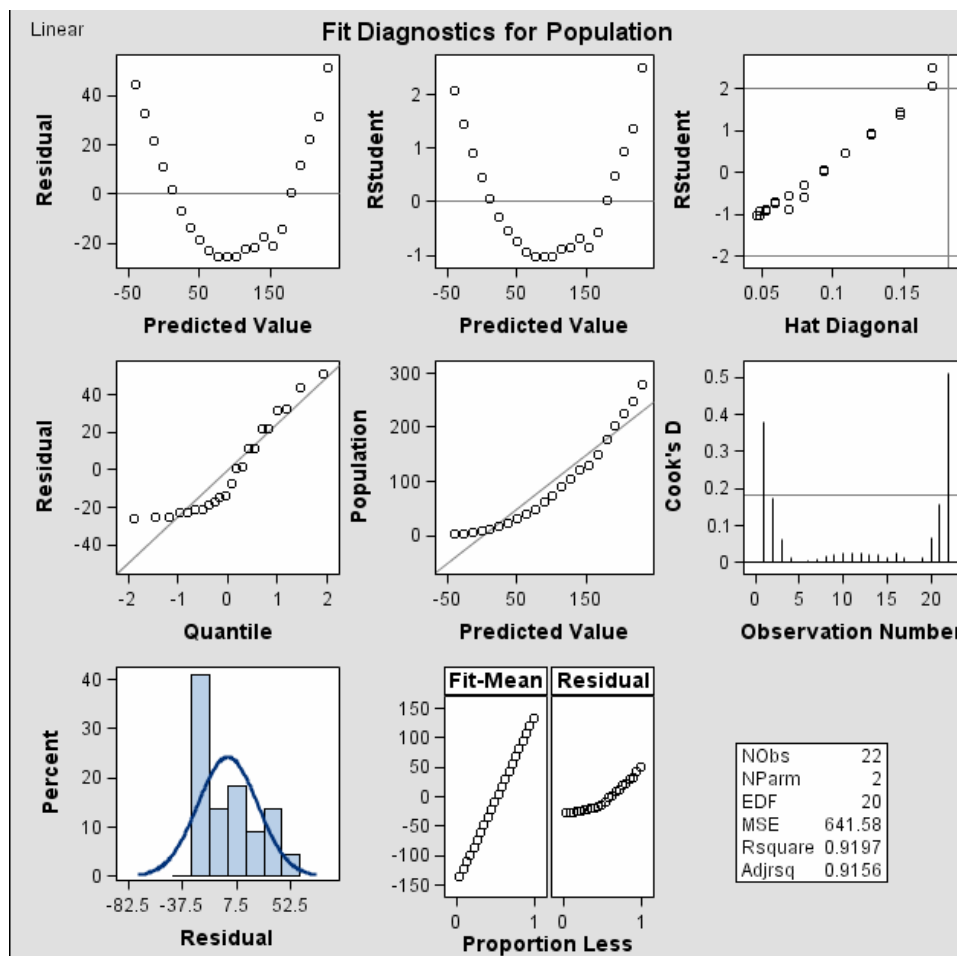 Linear
Fit Diagnostics for Population
Residual
40
20
0
-20
-50 50 150
Predicted Value
RStudent
2
1
0
-1
-50 50 150
Predicted Value
RStudent
2
1
0
-1
-2
0.05 0.1 0.15
Hat Diagonal
Residual
40
20
0
-20
-40
-2 -1 0 1 2
Quantile
Population
300
200
100
0
-50 50 150
Predicted Value
Cook's D
0.5
0.4
0.3
0.2
0.1
0
0 5 10 15 20
Observation Number
Percent
40
30
20
10
0
-82.5 -37.5 7.5 52.5
Residual
Fit-Mean Residual
150
100
50
0
-50
-100
-150
0 1 0 1
Proportion Less
NObs 22
NParm 2
EDF 20
MSE 641.58
Rsquare 0.9197
Adjrsq 0.9156